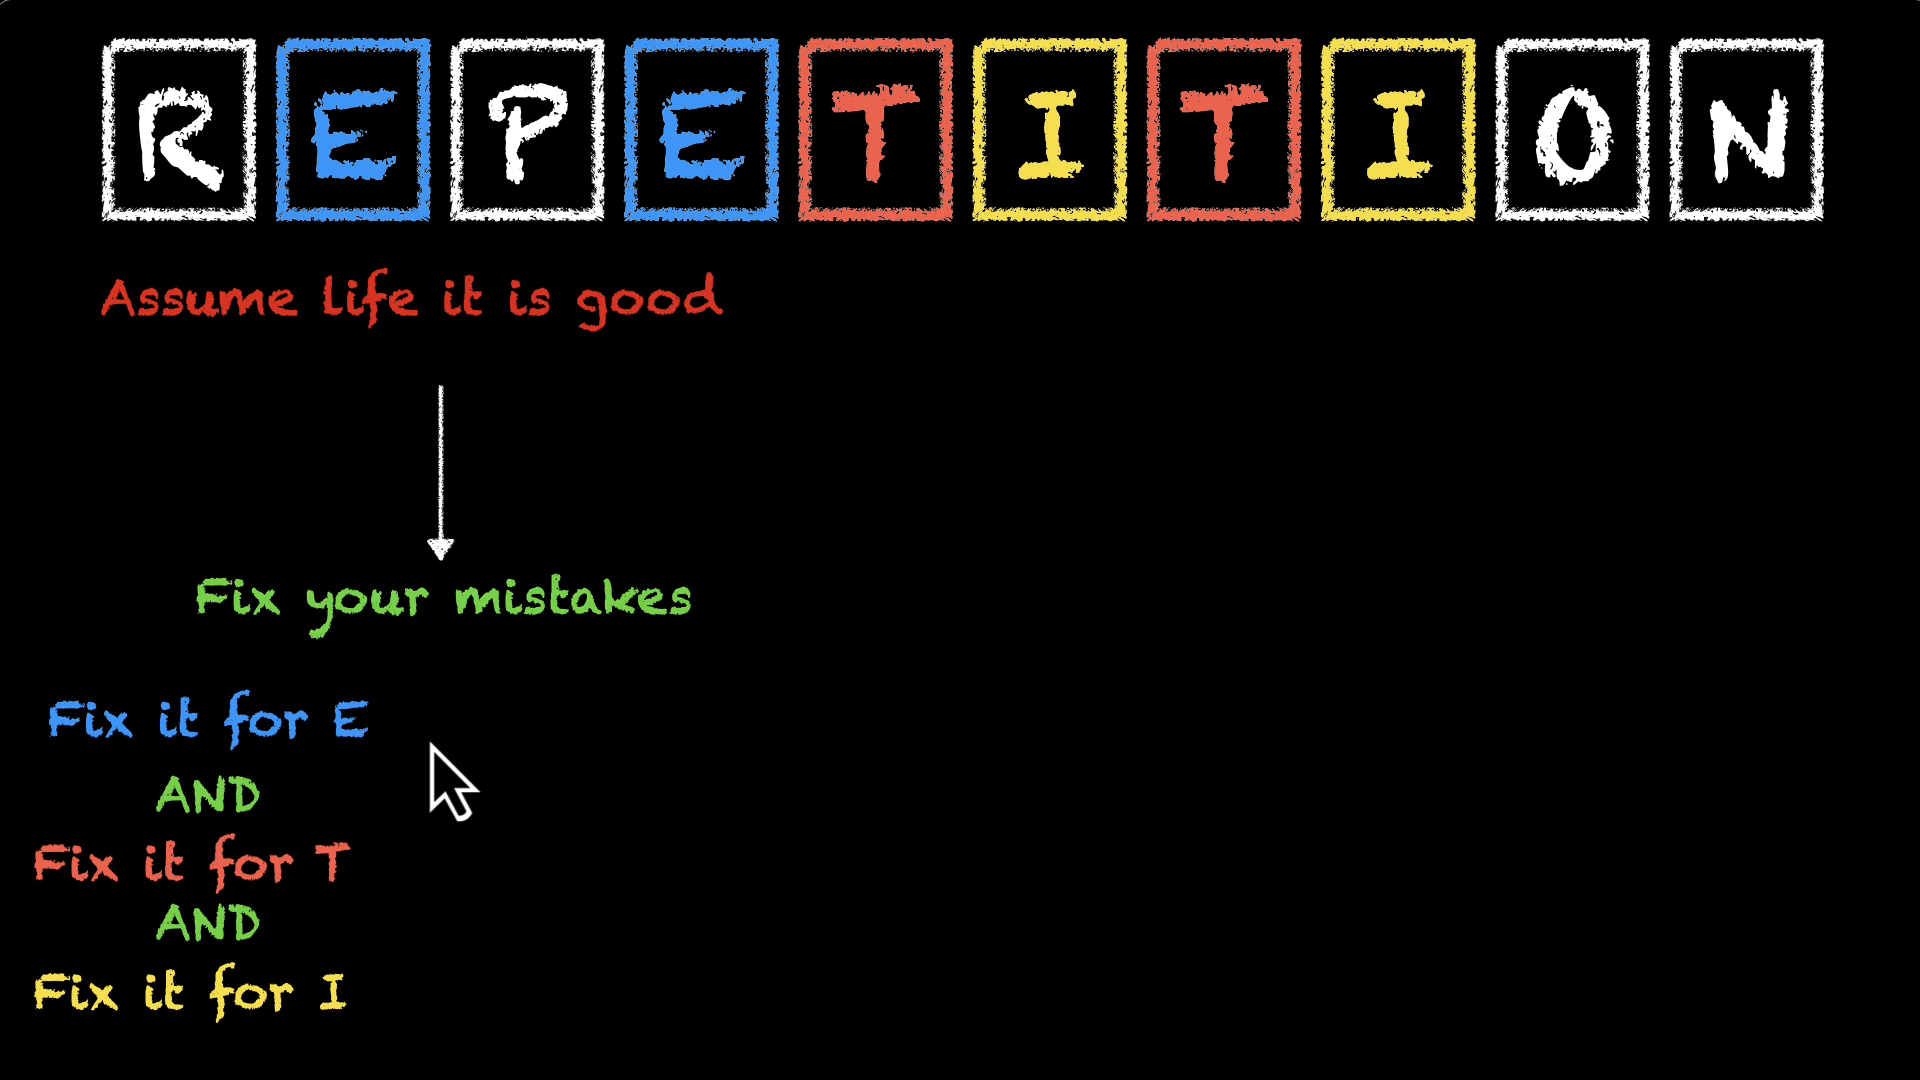 REPETITION
Assume life it is good
Fix your mistakes
Fix it for E
AND
Fix it for T
AND
Fix it for I